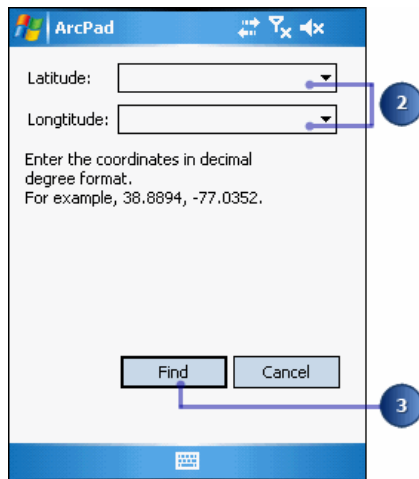 ArcPad
Latitude:
2
Longtitude:
Enter the coordinates in decimal
degree format.
For example, 38.8894, -77.0352.
Find
Cancel
3